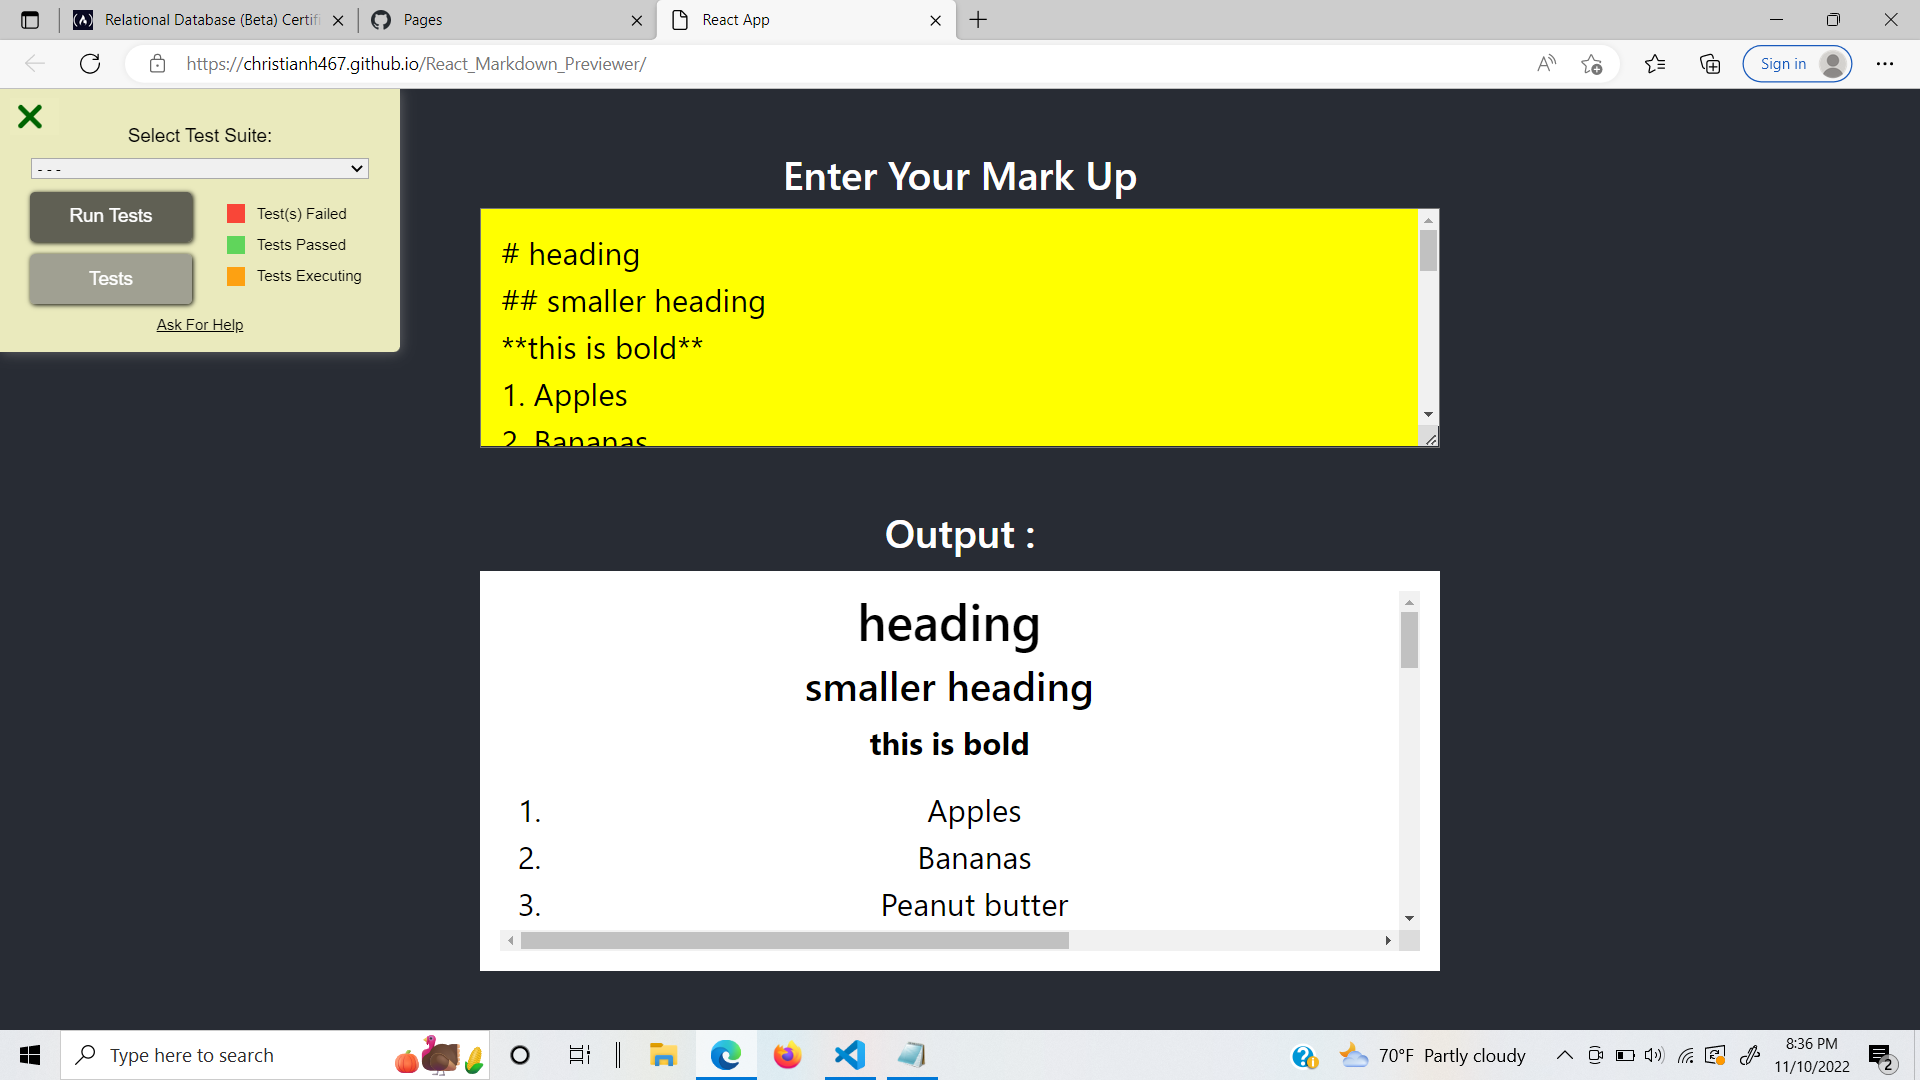 Relational Database (Beta) Certifi
Pages
React App
https://christianh467.github.io/React_Markdown_Previewer/
Sign in
Select Test Suite:
- - -
Run Tests
Test(s) Failed
Tests Passed
Tests
Tests Executing
Ask For Help
Enter Your Mark Up
# heading
## smaller heading
**this is bold**
1. Apples
2. Bananas
Output :
heading
smaller heading
this is bold
1. Apples
2. Bananas
3. Peanut butter
Type here to search
70°F Partly cloudy
8:36 PM
11/10/2022
2